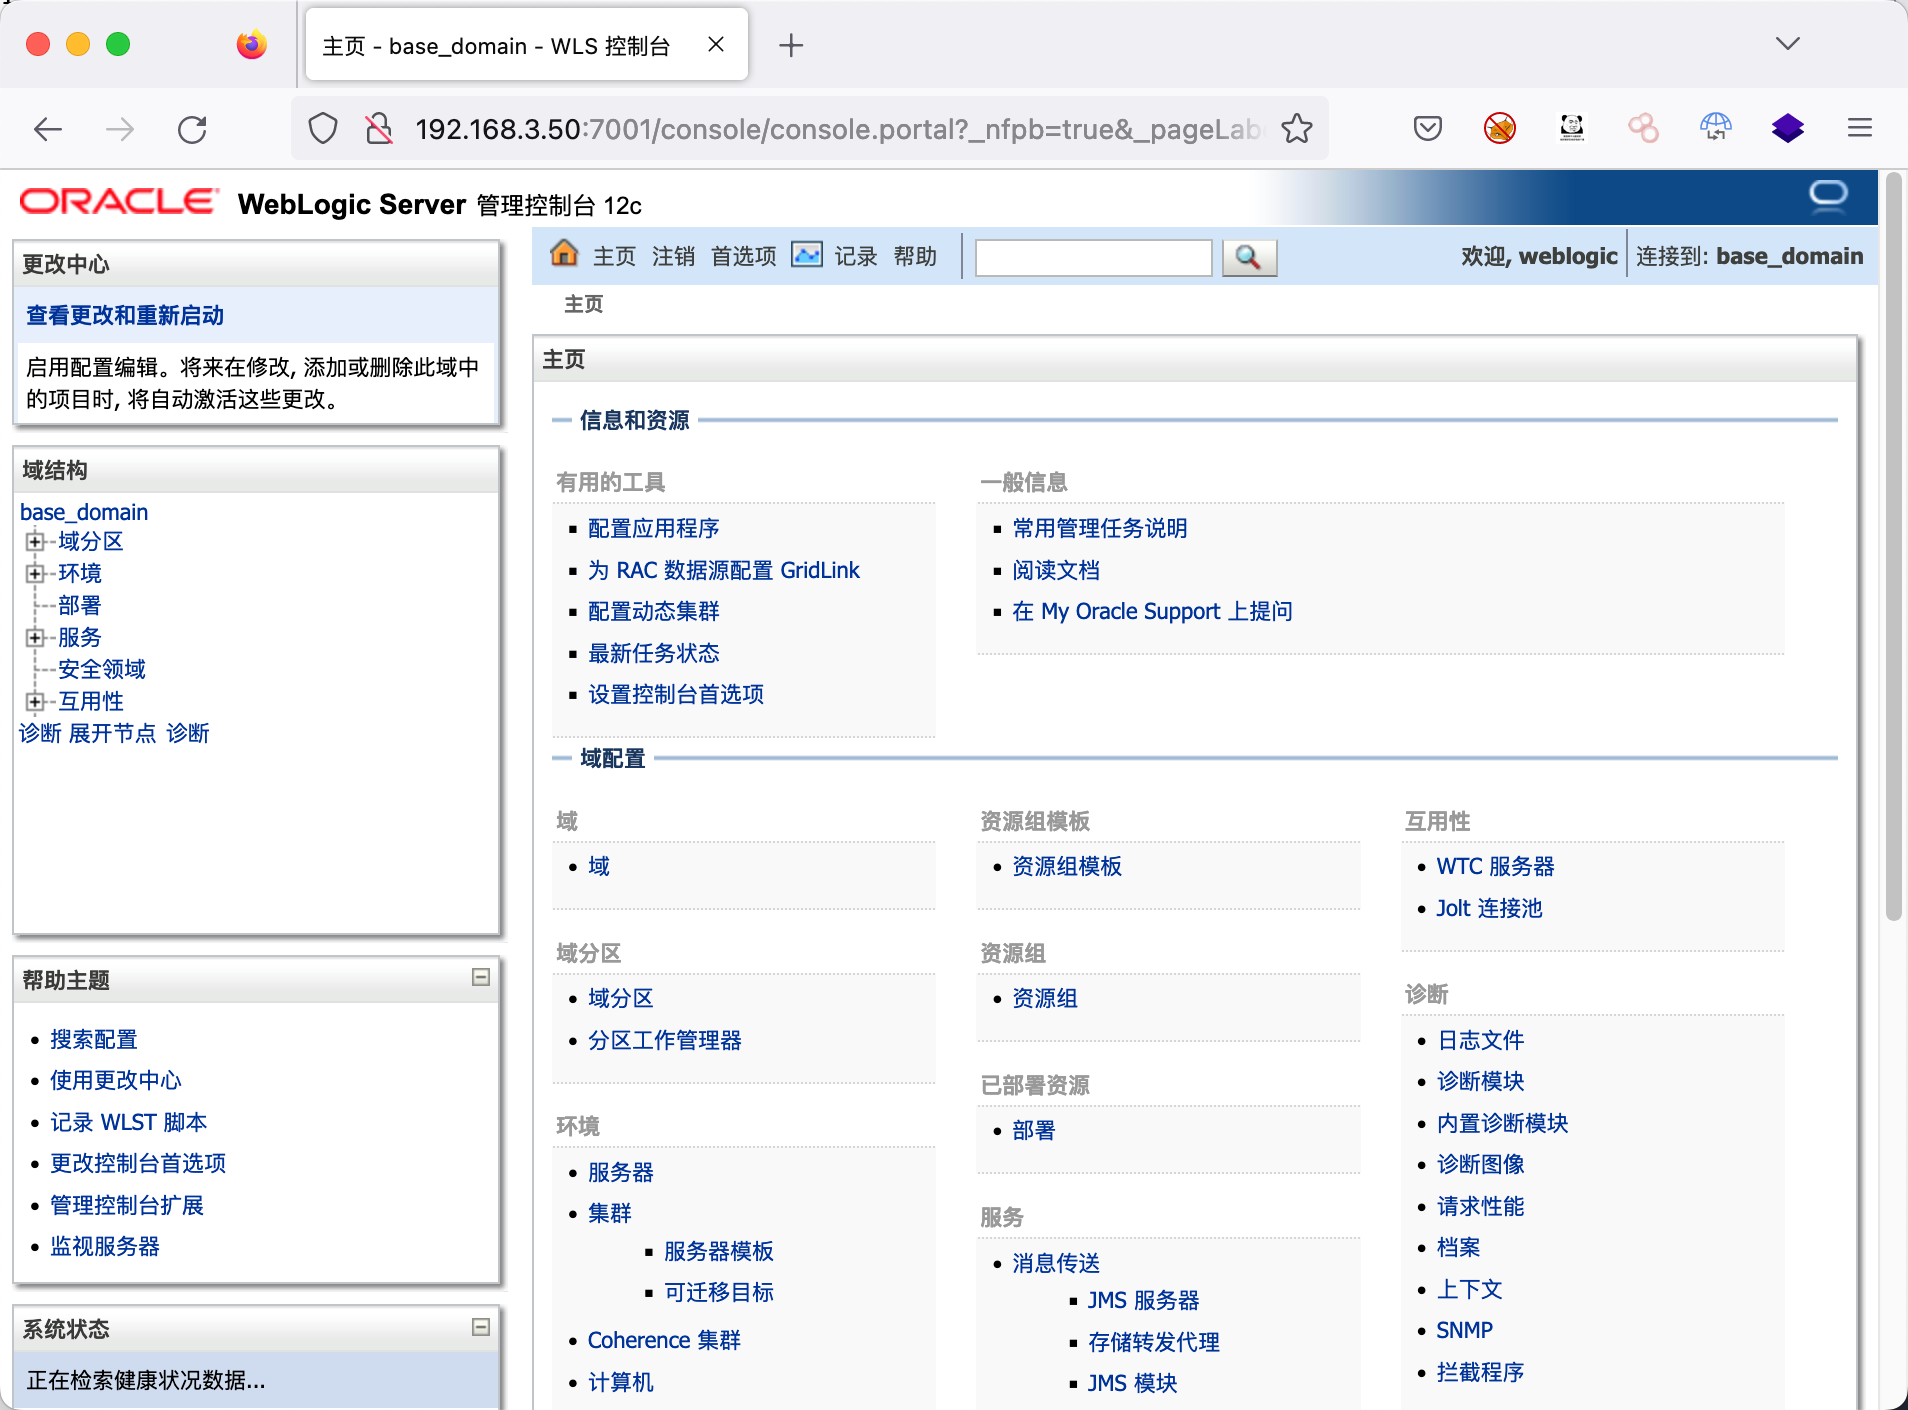 主页 - base_domain - WLS 控制台
192.168.3.50:7001/console/console.portal?_nfpb=true&_pageLab
ORACLE WebLogic Server 管理控制台 12c
更改中心
查看更改和重新启动
启用配置编辑。将来在修改, 添加或删除此域中
的项目时, 将自动激活这些更改。
域结构
base_domain
域分区
环境
部署
服务
安全领域
互用性
诊断 展开节点 诊断
帮助主题
搜索配置
使用更改中心
记录 WLST 脚本
更改控制台首选项
管理控制台扩展
监视服务器
系统状态
正在检索健康状况数据...
主页 注销 首选项 记录 帮助
欢迎, weblogic 连接到: base_domain
主页
主页
信息和资源
有用的工具
配置应用程序
为 RAC 数据源配置 GridLink
配置动态集群
最新任务状态
设置控制台首选项
一般信息
常用管理任务说明
阅读文档
在 My Oracle Support 上提问
域配置
域
域
域分区
域分区
分区工作管理器
环境
服务器
集群
服务器模板
可迁移目标
Coherence 集群
计算机
资源组模板
资源组模板
资源组
资源组
已部署资源
部署
服务
消息传送
JMS 服务器
存储转发代理
JMS 模块
互用性
WTC 服务器
Jolt 连接池
诊断
日志文件
诊断模块
内置诊断模块
诊断图像
请求性能
档案
上下文
SNMP
拦截程序